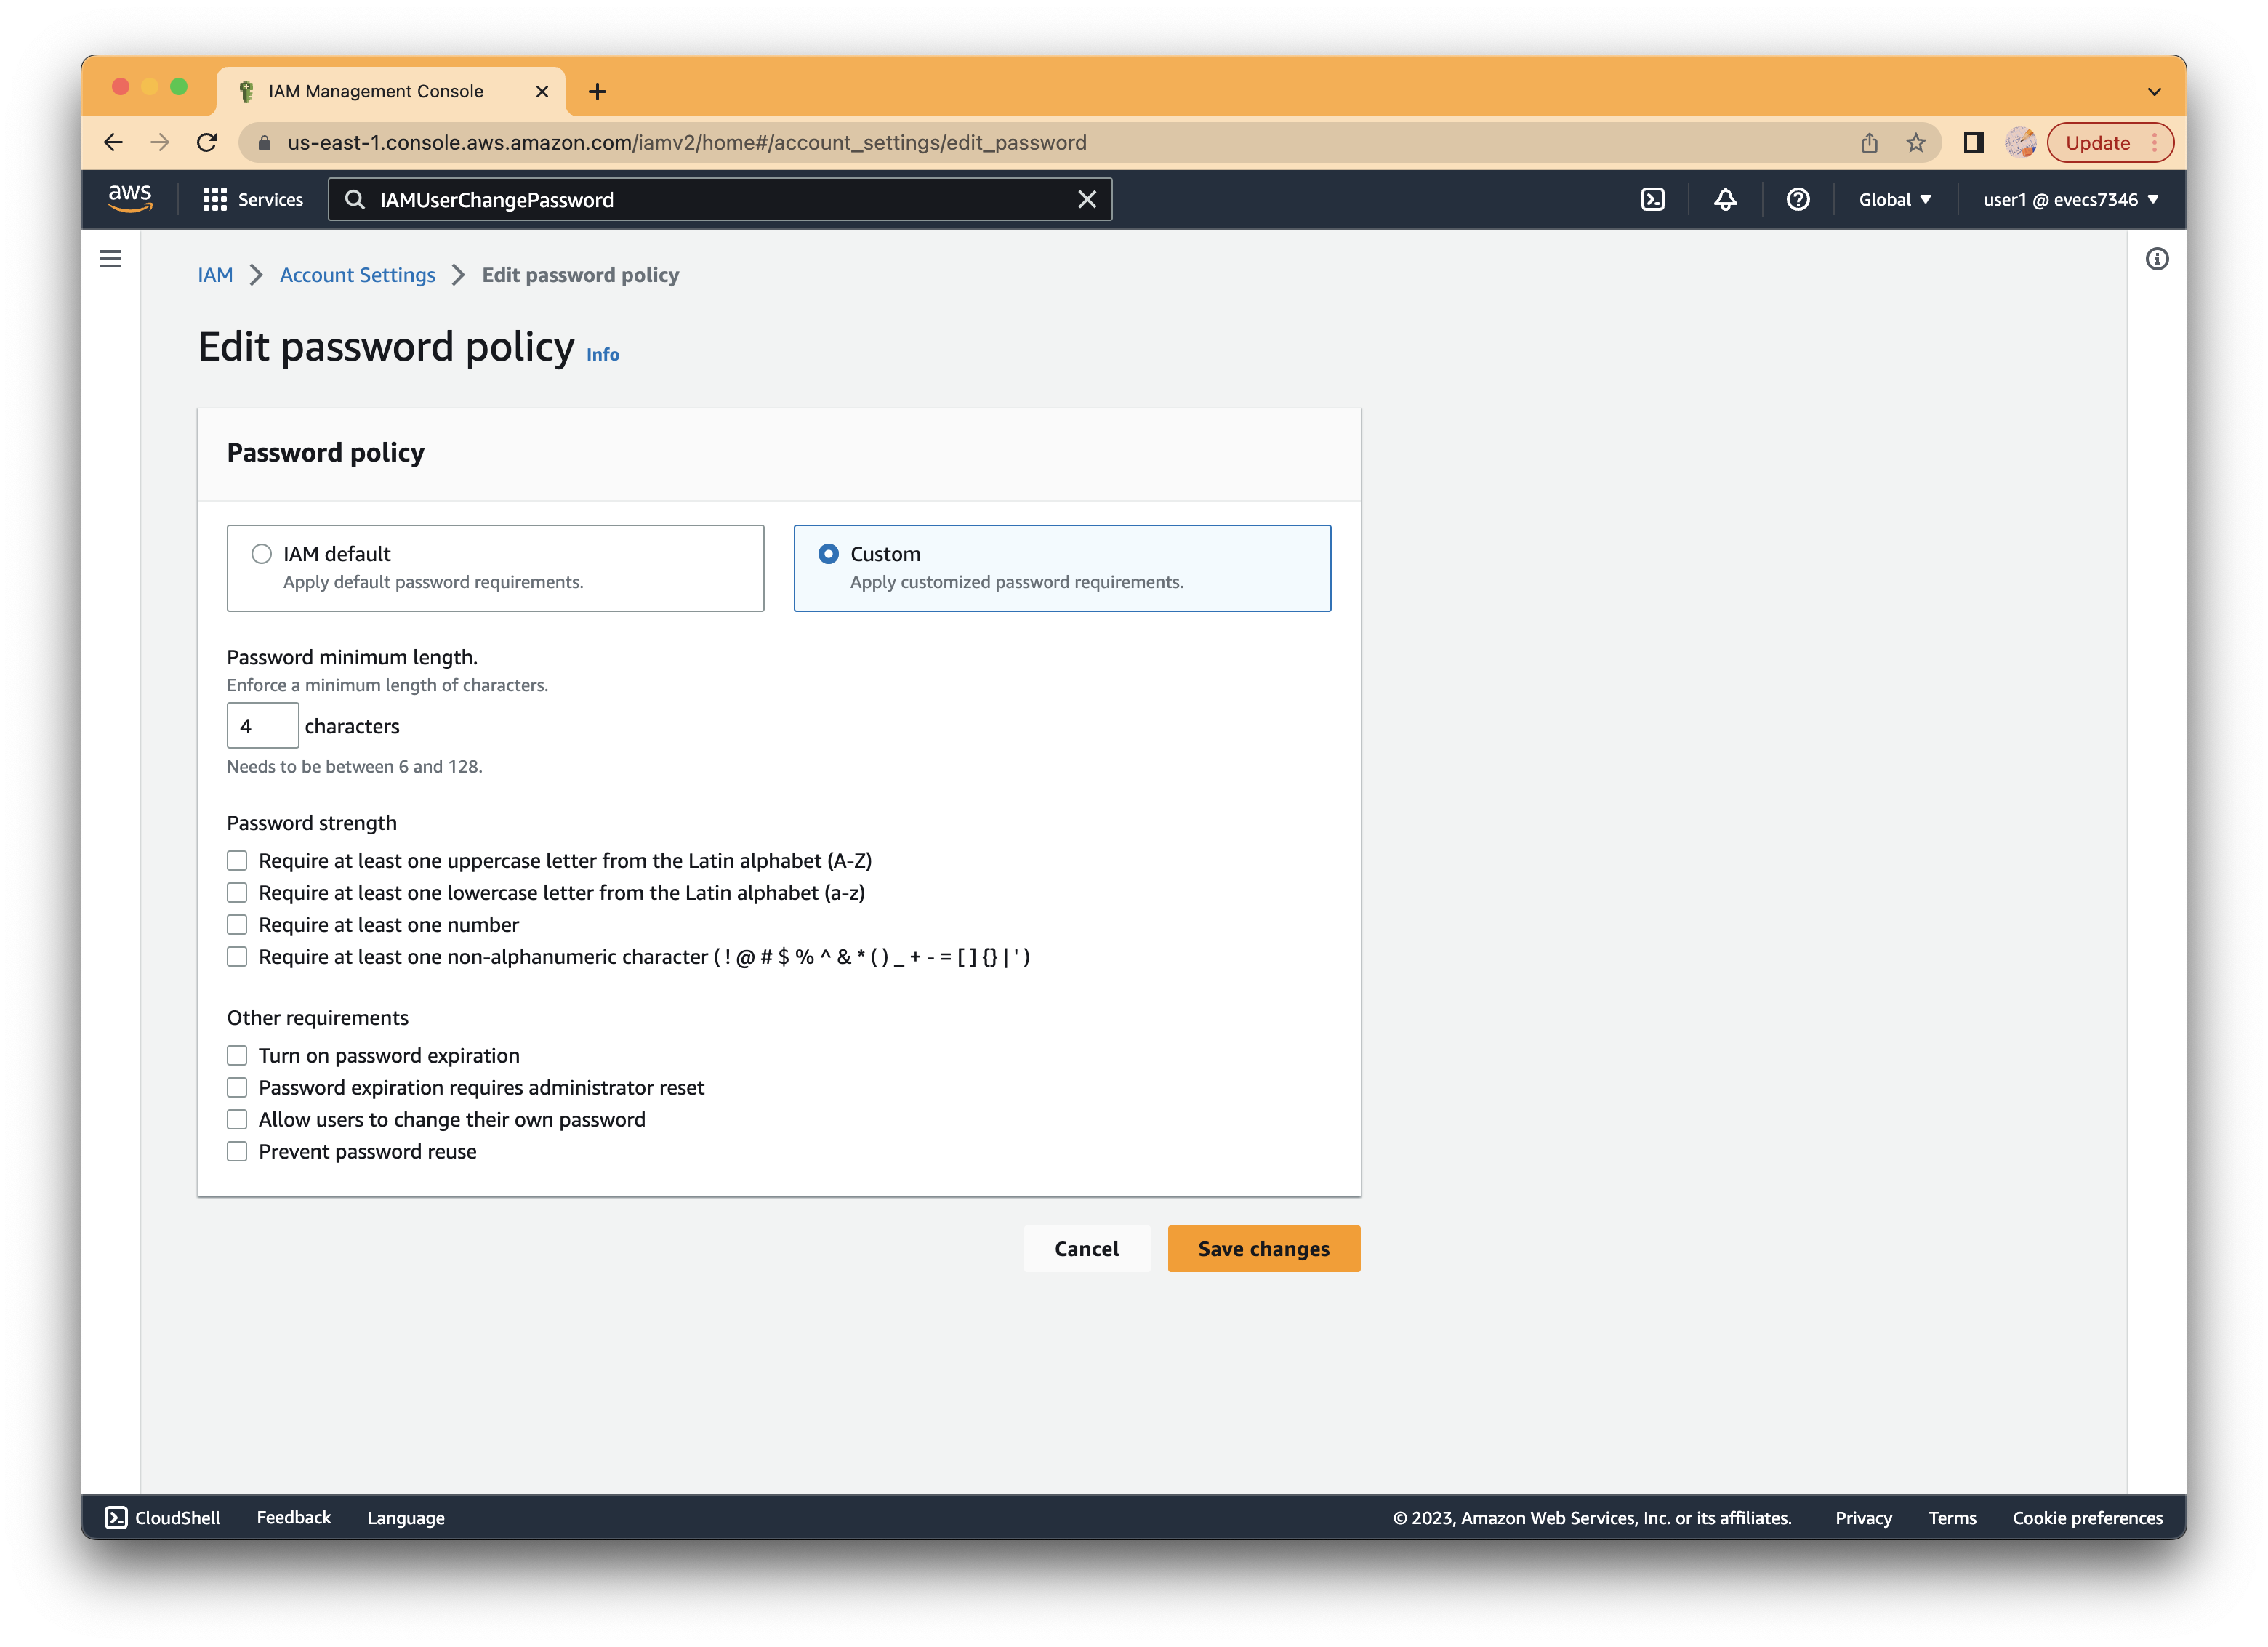 IAM Management Console
us-east-1.console.aws.amazon.com/iamv2/home#/account_settings/edit_password
Update
aws
Services
IAMUserChangePassword
Global
user1 @ evecs7346
IAM > Account Settings > Edit password policy
Edit password policy Info
Password policy
IAM default
Apply default password requirements.
Custom
Apply customized password requirements.
Password minimum length.
Enforce a minimum length of characters.
4 characters
Needs to be between 6 and 128.
Password strength
Require at least one uppercase letter from the Latin alphabet (A-Z)
Require at least one lowercase letter from the Latin alphabet (a-z)
Require at least one number
Require at least one non-alphanumeric character ( ! @ # $ % ^ & * ( ) _ + - = [ ] {} | ' )
Other requirements
Turn on password expiration
Password expiration requires administrator reset
Allow users to change their own password
Prevent password reuse
Cancel
Save changes
CloudShell
Feedback
Language
© 2023, Amazon Web Services, Inc. or its affiliates.
Privacy
Terms
Cookie preferences